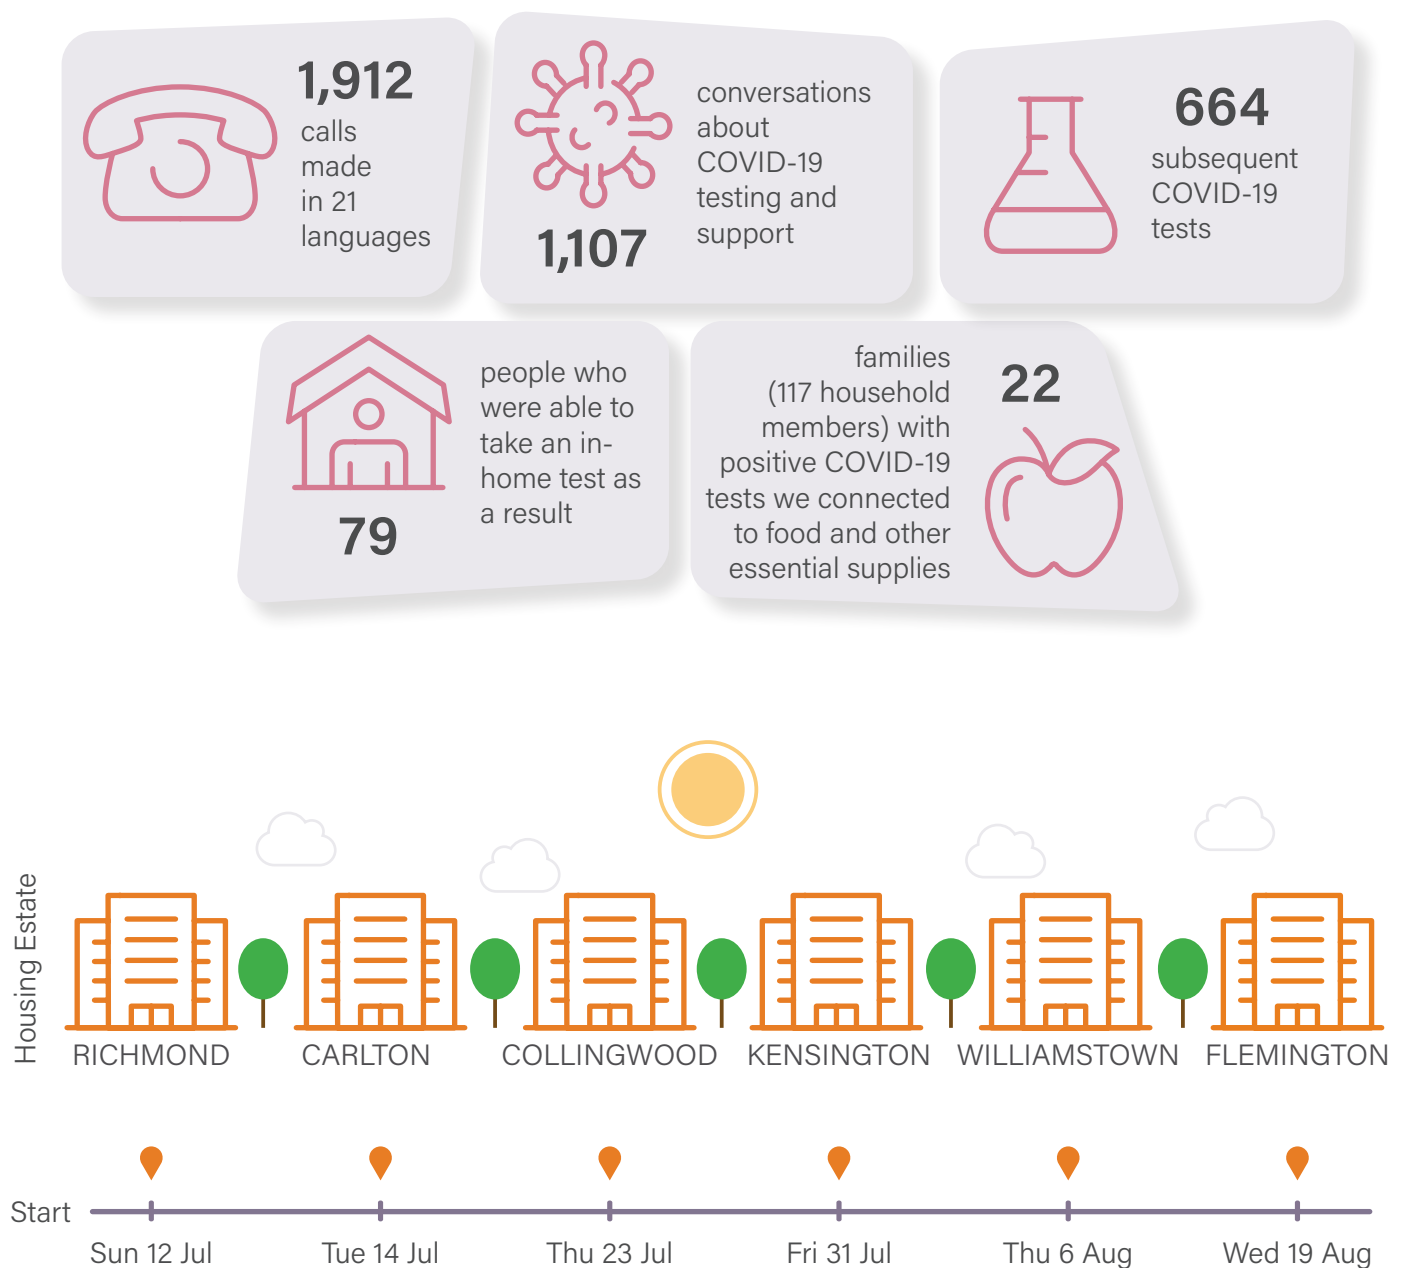 1,912
calls
made
in 21
languages
conversations
about
COVID-19
testing and
support
1,107
664
subsequent
COVID-19
tests
people who
were able to
take an in-
home test as
a result
79
families
(117 household
members) with
positive COVID-19
tests we connected
to food and other
essential supplies
22
Housing Estate
RICHMOND
CARLTON
COLLINGWOOD
KENSINGTON
WILLIAMSTOWN
FLEMINGTON
Start
Sun 12 Jul
Tue 14 Jul
Thu 23 Jul
Fri 31 Jul
Thu 6 Aug
Wed 19 Aug